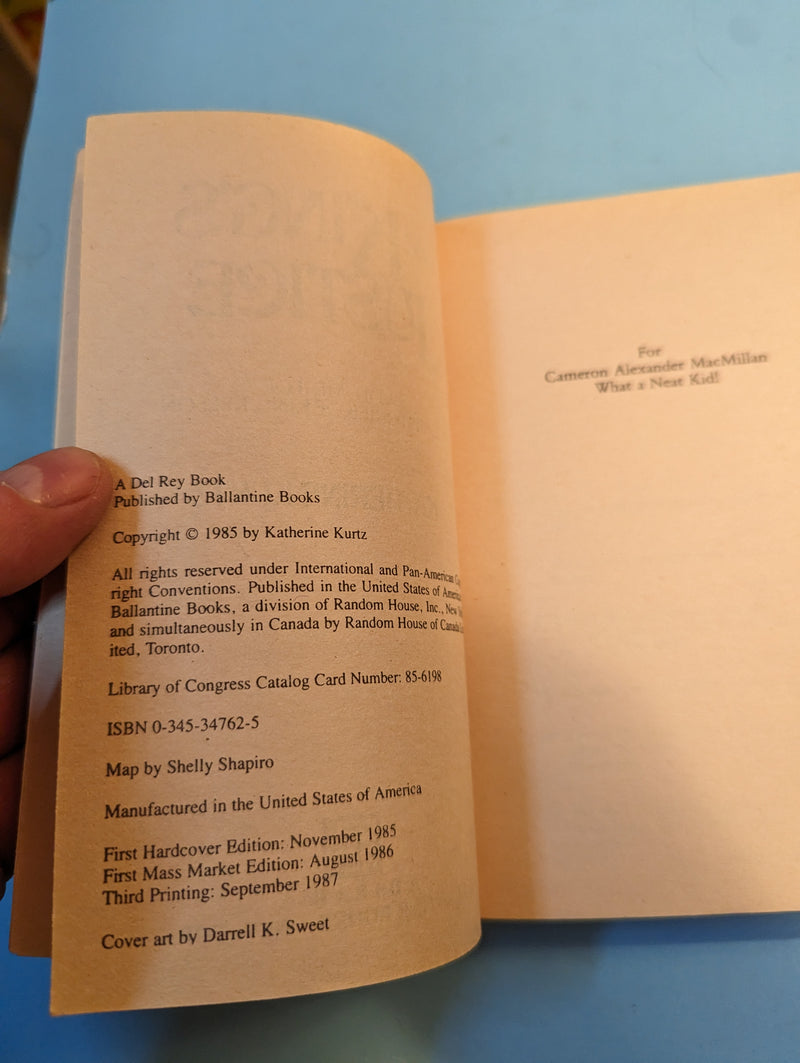 A Del Rey Book
Published by Ballantine Books
Copyright © 1985 by Katherine Kurtz
All rights reserved under International and Pan-American
right Conventions. Published in the United States of
Ballantine Books, a division of Random House, Inc., New
and simultaneously in Canada by Random House of Canada
ited, Toronto.
Library of Congress Catalog Card Number: 85-6198
ISBN 0-345-34762-5
Map by Shelly Shapiro
Manufactured in the United States of America
First Hardcover Edition: November 1985
First Mass Market Edition: August 1986
Third Printing: September 1987
Cover art by Darrell K. Sweet
For
Cameron Alexander MacMillan
What a Neat Kid!